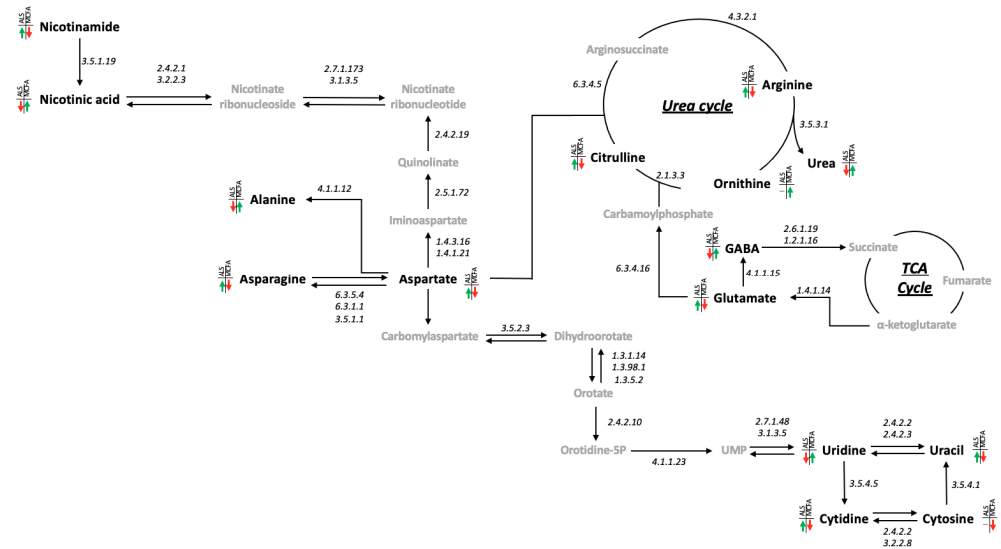 ALS MCFA Nicotinamide
3.5.1.19
ALS MCFA Nicotinic acid
2.4.2.1
3.2.2.3
Nicotinate
ribonucleoside
2.7.1.173
3.1.3.5
Nicotinate
ribonucleotide
2.4.2.19
Quinolinate
2.5.1.72
Iminoaspartate
1.4.3.16
1.4.1.21
4.1.1.12
ALS MCFA Alanine
ALS MCFA Asparagine
6.3.5.4
6.3.1.1
3.5.1.1
Aspartate ALS MCFA
Carbomylaspartate
3.5.2.3
Dihydroorotate
1.3.1.14
1.3.98.1
1.3.5.2
Orotate
2.4.2.10
Orotidine-5P
4.1.1.23
UMP
2.7.1.48
3.1.3.5
ALS MCFA Uridine
2.4.2.2
2.4.2.3
Uracil ALS MCFA
3.5.4.5
3.5.4.1
ALS MCFA Cytidine
2.4.2.2
3.2.2.8
Cytosine ALS MCFA
4.3.2.1
Arginosuccinate
6.3.4.5
Urea cycle
ALS MCFA Arginine
3.5.3.1
Urea ALS MCFA
ALS MCFA Citrulline
2.1.3.3
Ornithine ALS MCFA
Carbamoylphosphate
6.3.4.16
ALS MCFA GABA
2.6.1.19
1.2.1.16
Succinate
4.1.1.15
ALS MCFA Glutamate
1.4.1.14
TCA
Cycle
Fumarate
α-ketoglutarate